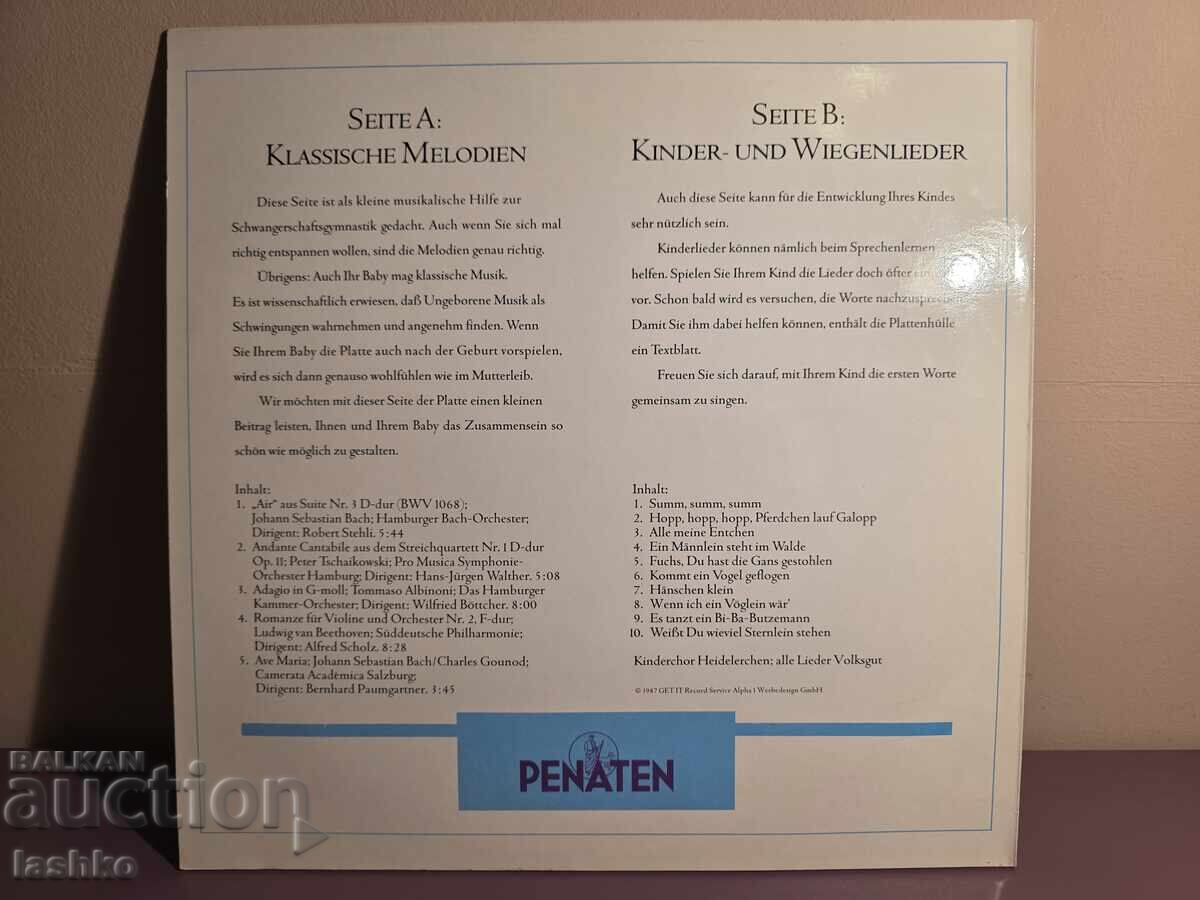 SEITE A:
KLASSISCHE MELODIEN
Diese Seite ist als kleine musikalische Hilfe zur
Schwangerschaftsgymnastik gedacht. Auch wenn Sie sich mal
richtig entspannen wollen, sind die Melodien genau richtig.
Übrigens: Auch Ihr Baby mag klassische Musik.
Es ist wissenschaftlich erwiesen, daß Ungeborene Musik als
Schwingungen wahrnehmen und angenehm finden. Wenn
Sie Ihrem Baby die Platte auch nach der Geburt vorspielen,
wird es sich dann genauso wohlfühlen wie im Mutterleib.
Wir möchten mit dieser Seite der Platte einen kleinen
Beitrag leisten, Ihnen und Ihrem Baby das Zusammensein so
schön wie möglich zu gestalten.
Inhalt:
1. „Air“ aus Suite Nr. 3 D-dur (BWV 1068);
Johann Sebastian Bach; Hamburger Bach-Orchester;
Dirigent: Robert Stehli. 5:44
2. Andante Cantabile aus dem Streichquartett Nr. 1 D-dur
Op. 11; Peter Tschaikowski; Pro Musica Symphonie-
Orchester Hamburg; Dirigent: Hans-Jürgen Walther. 5:08
3. Adagio in G-moll; Tommaso Albinoni; Das Hamburger
Kammer-Orchester; Dirigent: Wilfried Böttcher. 8:00
4. Romanze für Violine und Orchester Nr. 2, F-dur;
Ludwig van Beethoven; Süddeutsche Philharmonie;
Dirigent: Alfred Scholz. 8:28
5. Ave Maria; Johann Sebastian Bach/Charles Gounod;
Camerata Acadèmica Salzburg;
Dirigent: Bernhard Paumgartner. 3:45
SEITE B:
KINDER- UND WIEGENLIEDER
Auch diese Seite kann für die Entwicklung Ihres Kindes
sehr nützlich sein.
Kinderlieder können nämlich beim Sprechenlernen
helfen. Spielen Sie Ihrem Kind die Lieder doch öfter
vor. Schon bald wird es versuchen, die Worte nachzusprechen.
Damit Sie ihm dabei helfen können, enthält die Plattenhülle
ein Textblatt.
Freuen Sie sich darauf, mit Ihrem Kind die ersten Worte
gemeinsam zu singen.
Inhalt:
1. Summ, summ, summ
2. Hopp, hopp, hopp, Pferdchen lauf Galopp
3. Alle meine Entchen
4. Ein Männlein steht im Walde
5. Fuchs, Du hast die Gans gestohlen
6. Kommt ein Vogel geflogen
7. Hänschen klein
8. Wenn ich ein Vöglein wär'
9. Es tanzt ein Bi-Ba-Butzemann
10. Weißt Du wieviel Sternlein stehen
Kinderchor Heidelerchen; alle Lieder Volksgut
© 1987 GET IT Record Service Alpha 1 Werbedesign GmbH
PENATEN
BALKAN
auction
lashko